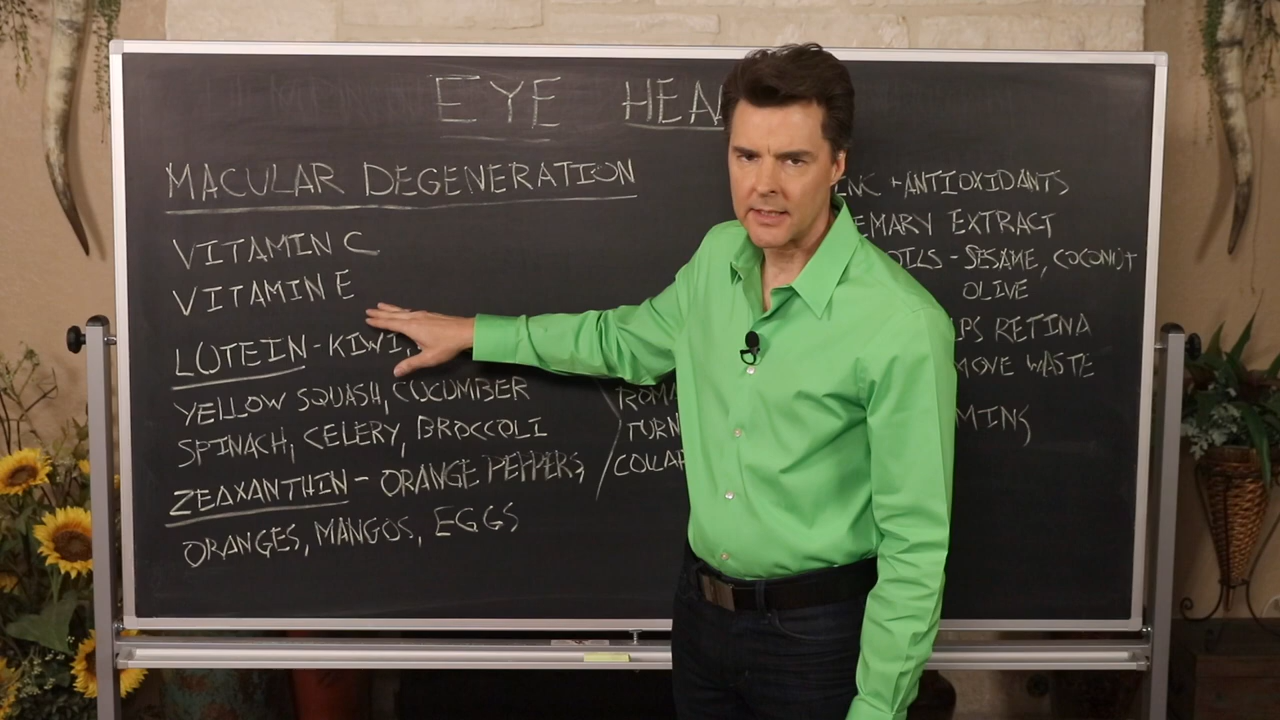 EYE HEA
MACULAR DEGENERATION
VITAMIN C
VITAMIN E
LUTEIN - KIWI,
YELLOW SQUASH, CUCUMBER
SPINACH, CELERY, BROCCOLI
ZEAXANTHIN - ORANGE PEPPERS,
ORANGES, MANGOS, EGGS
ROMA
TURN
COLLAR
INC + ANTIOXIDANTS
EMARY EXTRACT
OILS - SESAME, COCONUT
OLIVE
PS RETINA
MOVE WASTE
MINS